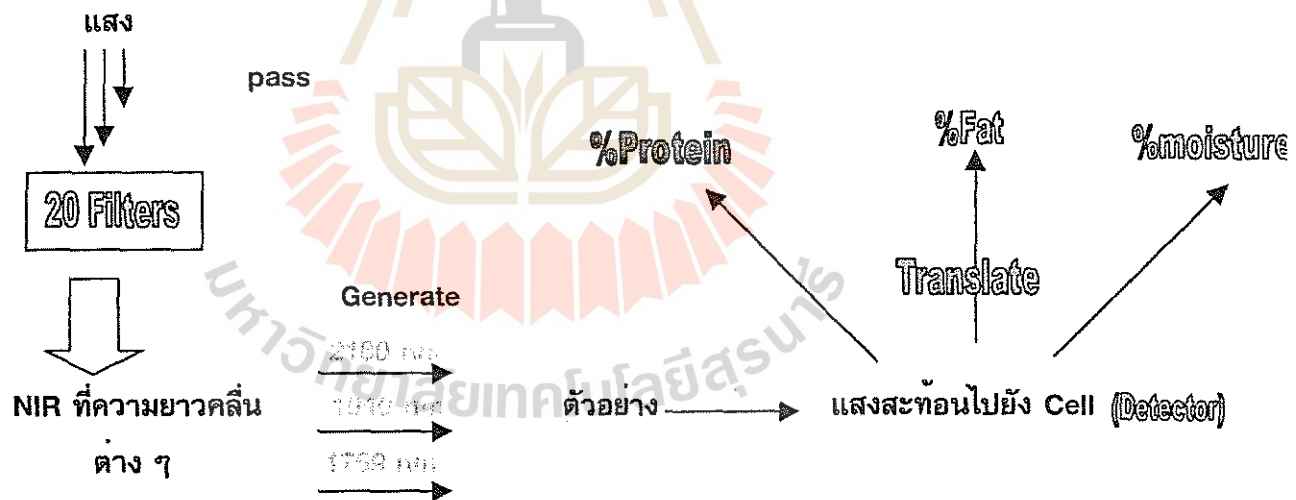 แสง
pass
20 Filters
Generate
NIR ที่ความยาวคลื่น
ต่าง ๆ
ตัวอย่าง
แสงสะท้อนไปยัง Cell (Detector)
Translate
%Protein
%Fat
%moisture